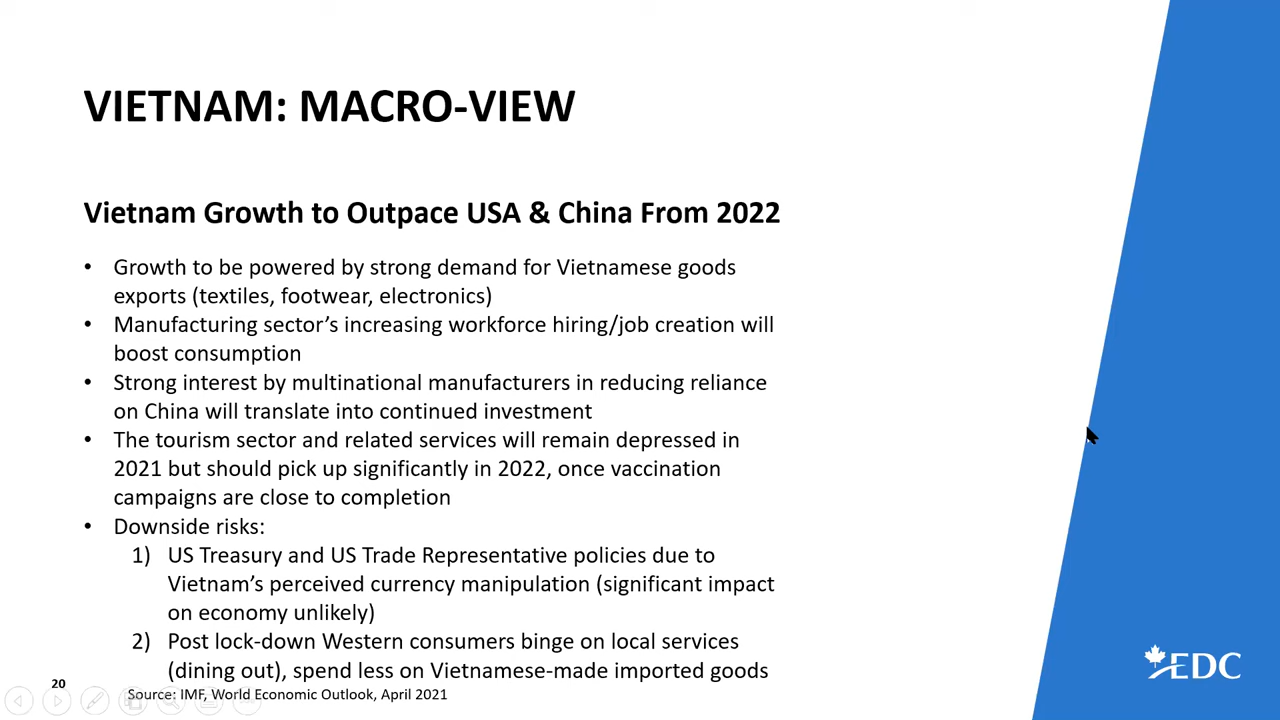 VIETNAM: MACRO-VIEW
Vietnam Growth to Outpace USA & China From 2022
• Growth to be powered by strong demand for Vietnamese goods
exports (textiles, footwear, electronics)
• Manufacturing sector’s increasing workforce hiring/job creation will
boost consumption
• Strong interest by multinational manufacturers in reducing reliance
on China will translate into continued investment
• The tourism sector and related services will remain depressed in
2021 but should pick up significantly in 2022, once vaccination
campaigns are close to completion
• Downside risks:
1) US Treasury and US Trade Representative policies due to
Vietnam’s perceived currency manipulation (significant impact
on economy unlikely)
2) Post lock-down Western consumers binge on local services
(dining out), spend less on Vietnamese-made imported goods
20
Source: IMF, World Economic Outlook, April 2021
EDC